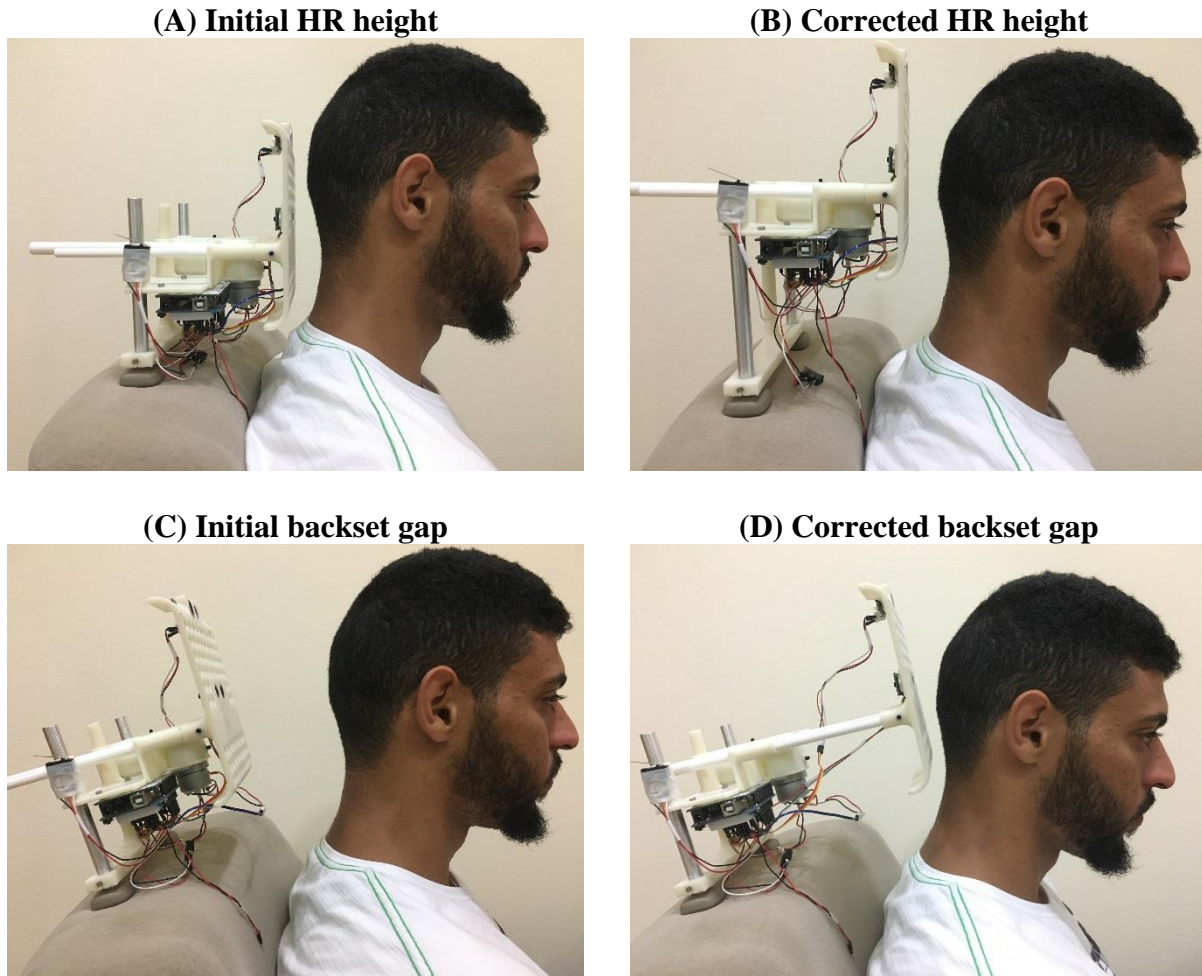 (A) Initial HR height
(B) Corrected HR height
(C) Initial backset gap
(D) Corrected backset gap